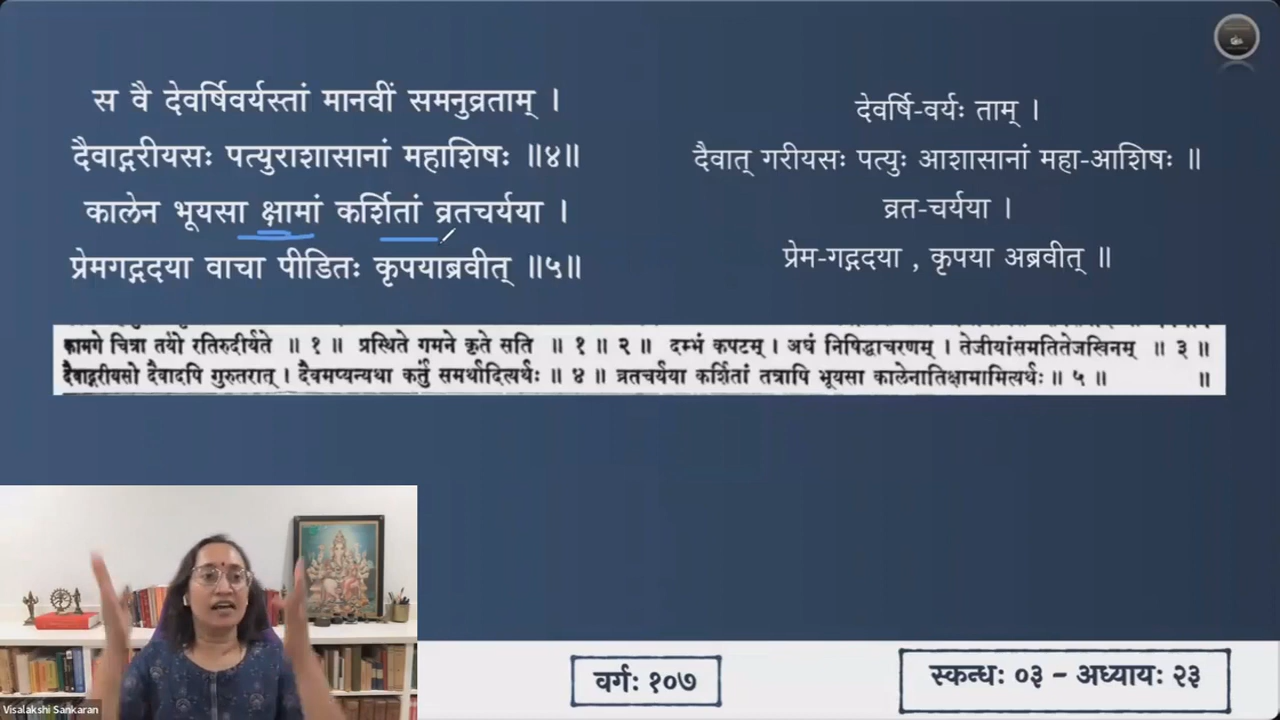 स वै देवर्षिवर्यस्तां मानवीं समनुव्रताम् ।
दैवाद्गरीयसः पत्युराशासानां महाशिषः ॥४॥
कालेन भूयसा क्षामां कर्शितां व्रतचर्यया ।
प्रेमगद्गदया वाचा पीडितः कृपयाब्रवीत् ॥५॥
देवर्षि-वर्यः ताम् ।
दैवात् गरीयसः पत्युः आशासानां महा-आशिषः ॥
व्रत-चर्यया ।
प्रेम-गद्गदया , कृपया अब्रवीत् ॥
कामगे चित्रा तयो रतिरुदीर्यते ॥ १ ॥ प्रस्थिते गमने कृते सति ॥ १ ॥ २ ॥ दम्भं कपटम् । अघं निषिद्धाचरणम् । तेजीयांसमतितेजस्विनम् ॥ ३ ॥
दैवाद्गरीयसो दैवादपि गुरुतरात् । दैवमप्यन्यथा कर्तुं समर्थादित्यर्थः ॥ ४ ॥ व्रतचर्यया कर्शितां तत्रापि भूयसा कालेनातिक्षामामित्यर्थः ॥ ५ ॥ ॥
Visalakshi Sankaran
वर्गः १०७
स्कन्धः ०३ - अध्यायः २३